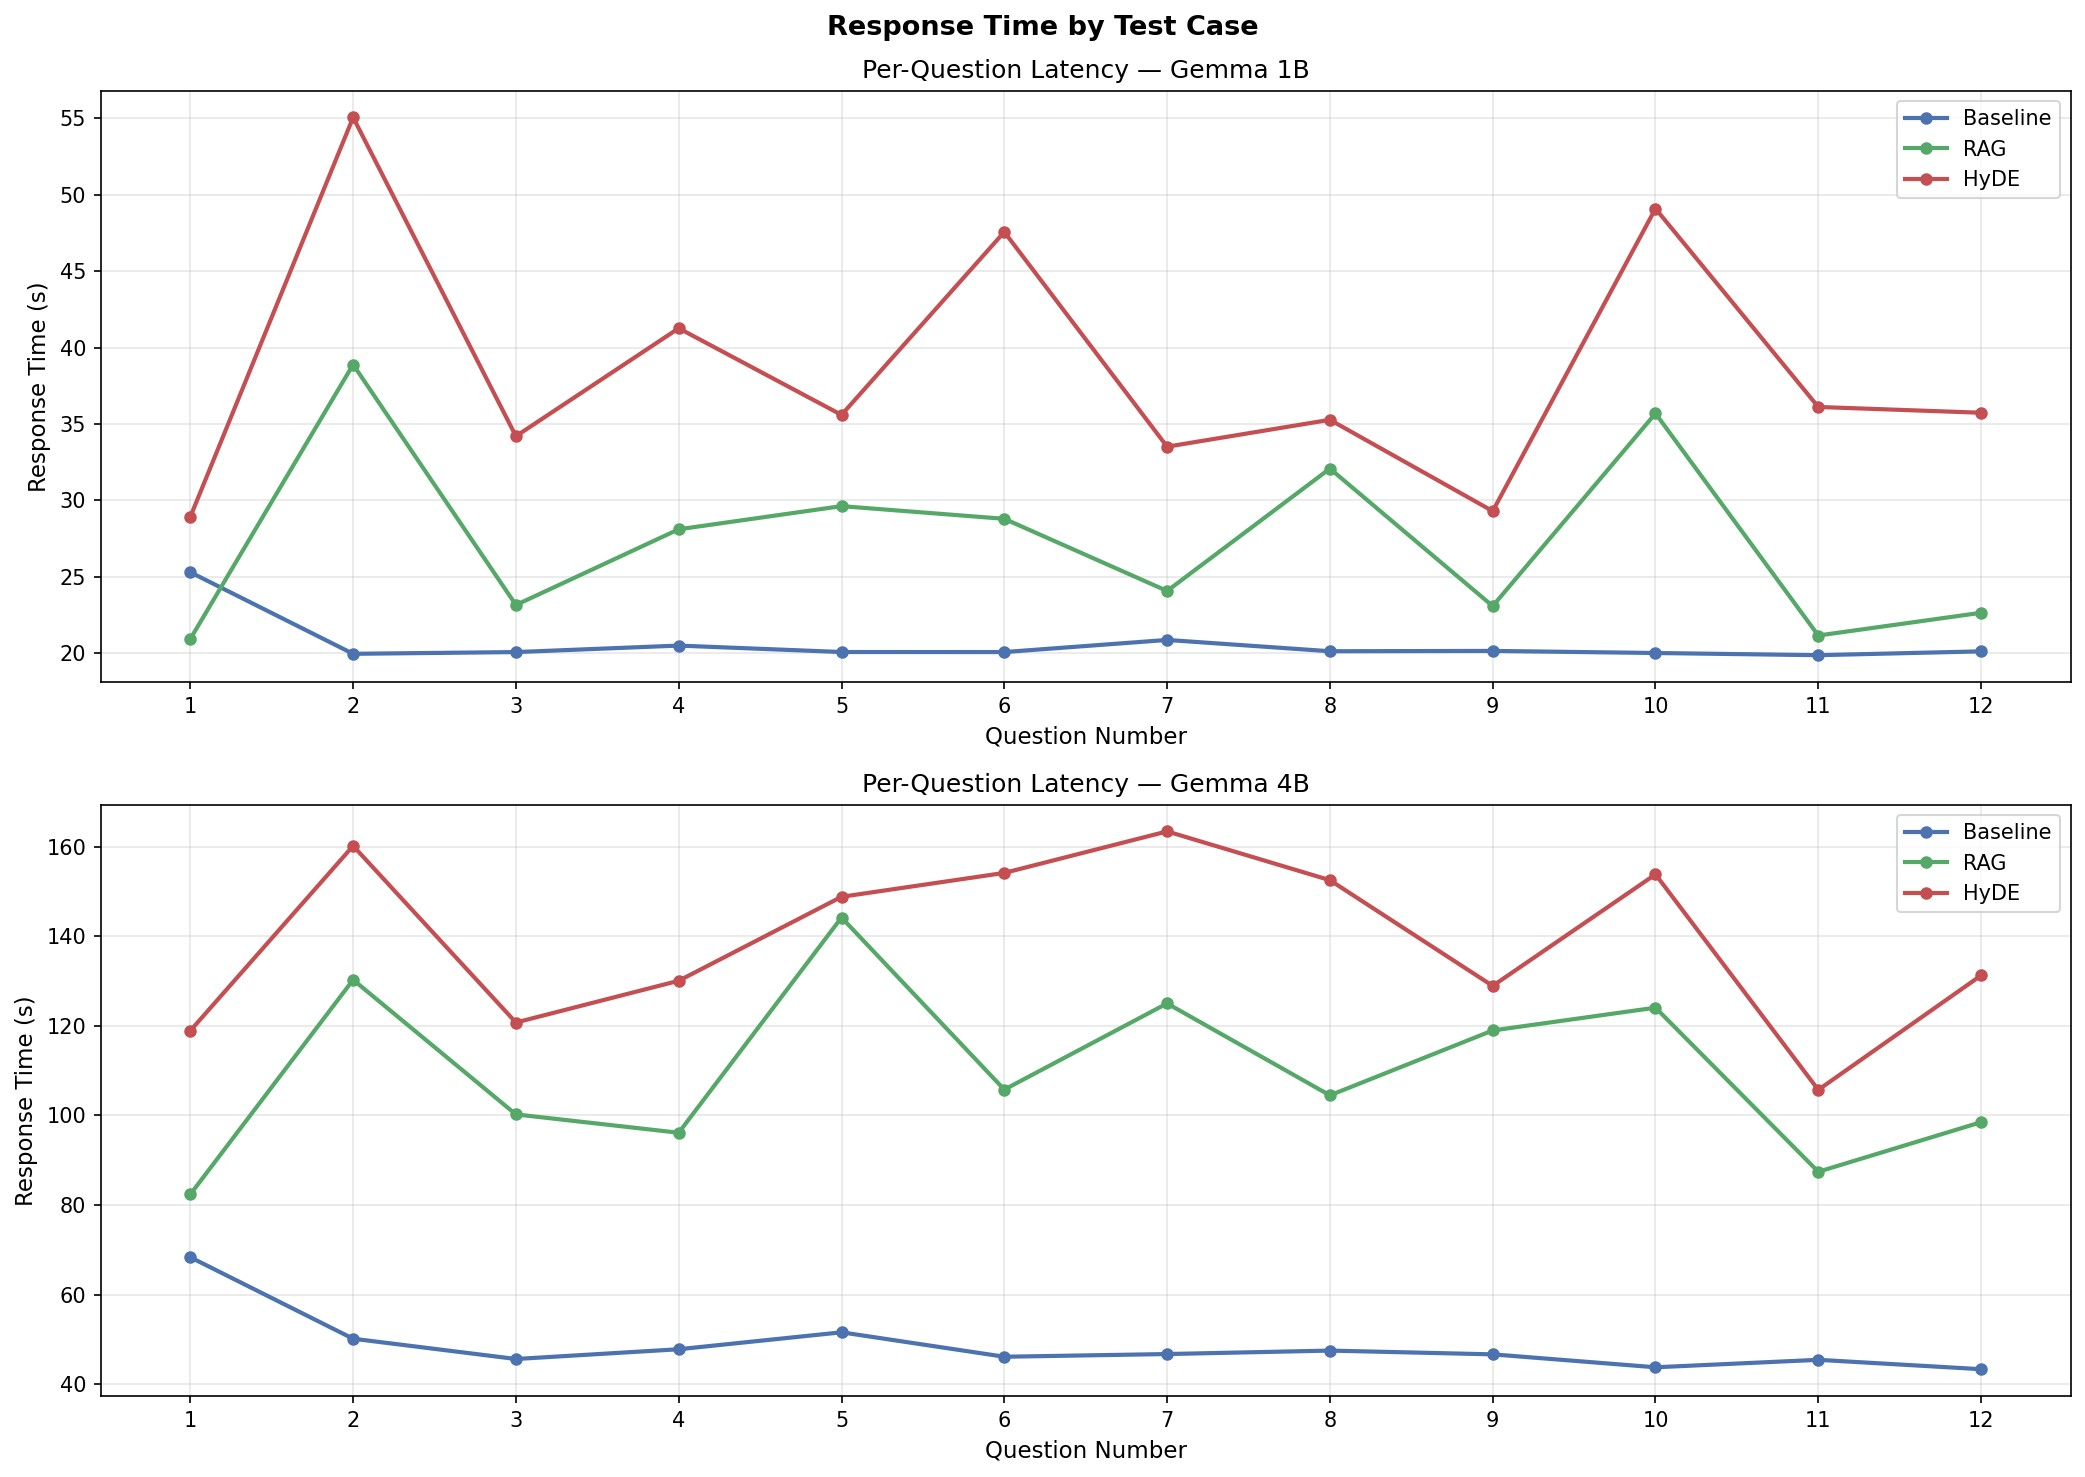 Response Time by Test Case
Per-Question Latency — Gemma 1B
55
50
45
40
35
30
25
20
Response Time (s)
Baseline
RAG
HyDE
1 2 3 4 5 6 7 8 9 10 11 12
Question Number
Per-Question Latency — Gemma 4B
160
140
120
100
80
60
40
Response Time (s)
Baseline
RAG
HyDE
1 2 3 4 5 6 7 8 9 10 11 12
Question Number